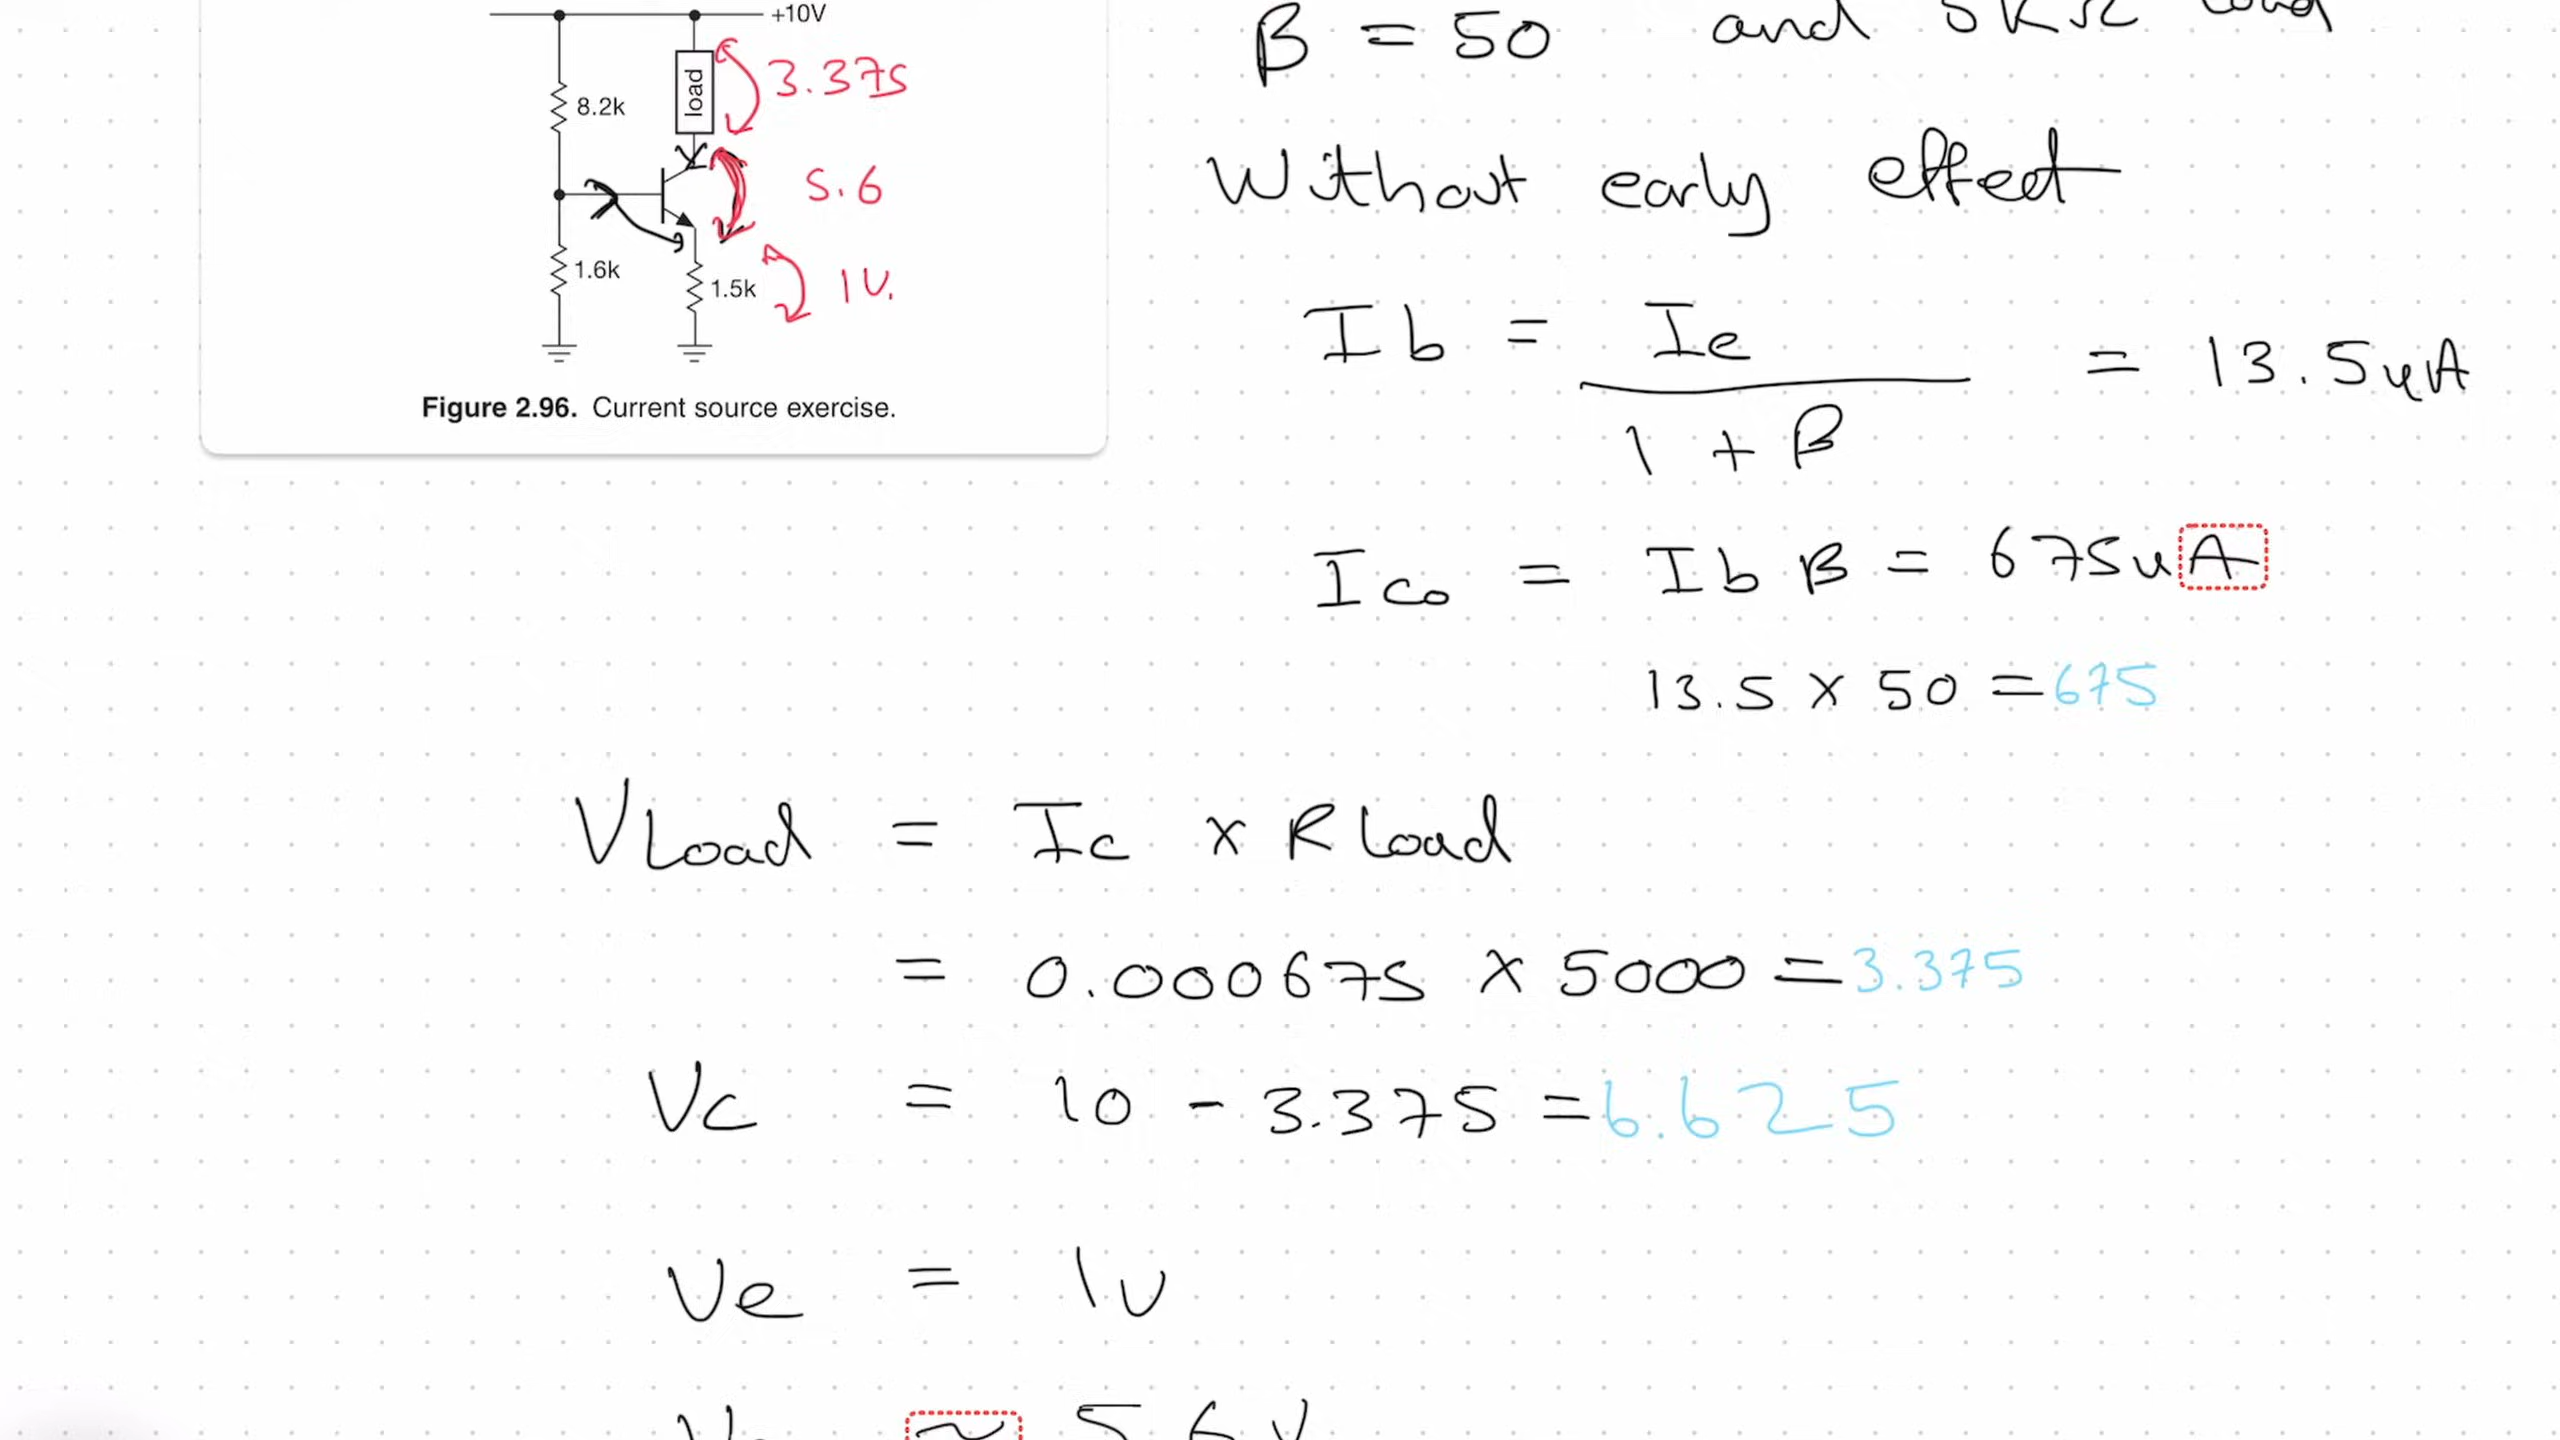 +10V
load
3.375
8.2k
5.6
1.6k
1.5k
1V.
Figure 2.96. Current source exercise.
β = 50 and 5KΩ load
Without early effect
Ib = Ie / 1 + β = 13.5uA
Ico = Ib β = 675uA
13.5 x 50 = 675
VLoad = Ic x RLoad
= 0.000675 x 5000 = 3.375
Vc = 10 - 3.375 = 6.625
Ve = 1V
≈ 5.6V